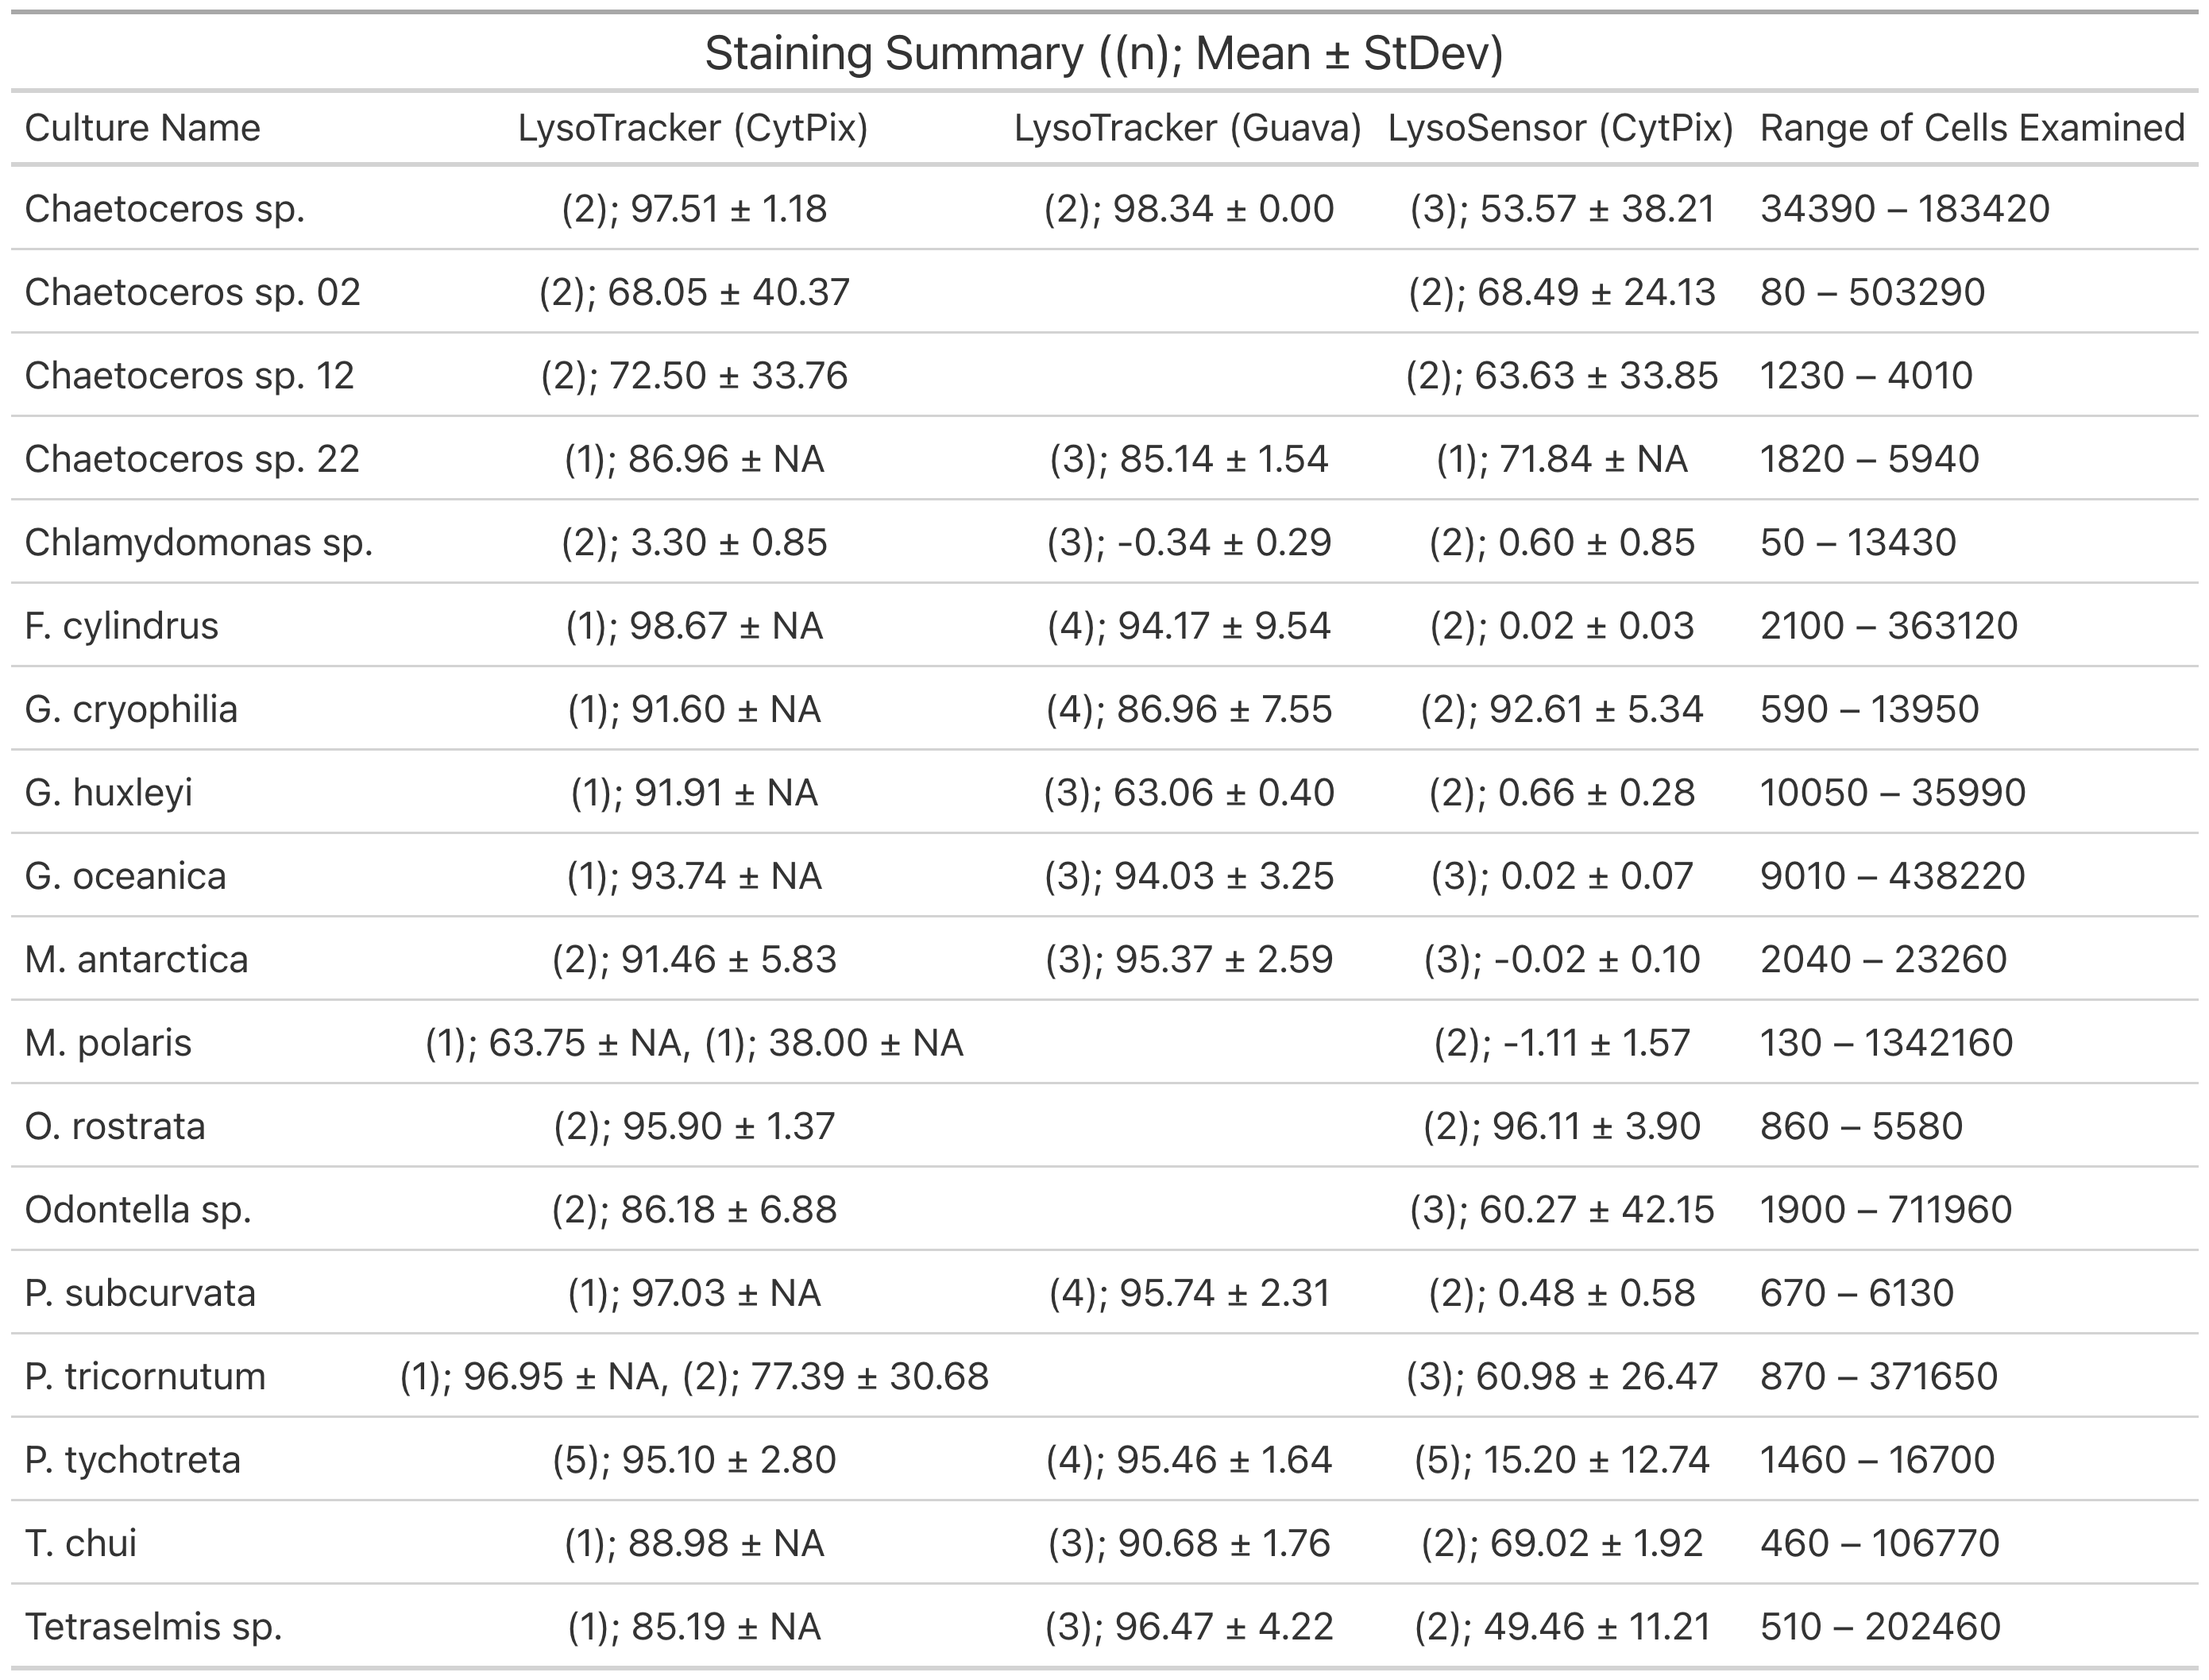 Staining Summary ((n); Mean ± StDev)
Culture Name LysoTracker (CytPix) LysoTracker (Guava) LysoSensor (CytPix) Range of Cells Examined
Chaetoceros sp. (2); 97.51 ± 1.18 (2); 98.34 ± 0.00 (3); 53.57 ± 38.21 34390 – 183420
Chaetoceros sp. 02 (2); 68.05 ± 40.37 (2); 68.49 ± 24.13 80 – 503290
Chaetoceros sp. 12 (2); 72.50 ± 33.76 (2); 63.63 ± 33.85 1230 – 4010
Chaetoceros sp. 22 (1); 86.96 ± NA (3); 85.14 ± 1.54 (1); 71.84 ± NA 1820 – 5940
Chlamydomonas sp. (2); 3.30 ± 0.85 (3); -0.34 ± 0.29 (2); 0.60 ± 0.85 50 – 13430
F. cylindrus (1); 98.67 ± NA (4); 94.17 ± 9.54 (2); 0.02 ± 0.03 2100 – 363120
G. cryophilia (1); 91.60 ± NA (4); 86.96 ± 7.55 (2); 92.61 ± 5.34 590 – 13950
G. huxleyi (1); 91.91 ± NA (3); 63.06 ± 0.40 (2); 0.66 ± 0.28 10050 – 35990
G. oceanica (1); 93.74 ± NA (3); 94.03 ± 3.25 (3); 0.02 ± 0.07 9010 – 438220
M. antarctica (2); 91.46 ± 5.83 (3); 95.37 ± 2.59 (3); -0.02 ± 0.10 2040 – 23260
M. polaris (1); 63.75 ± NA, (1); 38.00 ± NA (2); -1.11 ± 1.57 130 – 1342160
O. rostrata (2); 95.90 ± 1.37 (2); 96.11 ± 3.90 860 – 5580
Odontella sp. (2); 86.18 ± 6.88 (3); 60.27 ± 42.15 1900 – 711960
P. subcurvata (1); 97.03 ± NA (4); 95.74 ± 2.31 (2); 0.48 ± 0.58 670 – 6130
P. tricornutum (1); 96.95 ± NA, (2); 77.39 ± 30.68 (3); 60.98 ± 26.47 870 – 371650
P. tychotreta (5); 95.10 ± 2.80 (4); 95.46 ± 1.64 (5); 15.20 ± 12.74 1460 – 16700
T. chui (1); 88.98 ± NA (3); 90.68 ± 1.76 (2); 69.02 ± 1.92 460 – 106770
Tetraselmis sp. (1); 85.19 ± NA (3); 96.47 ± 4.22 (2); 49.46 ± 11.21 510 – 202460